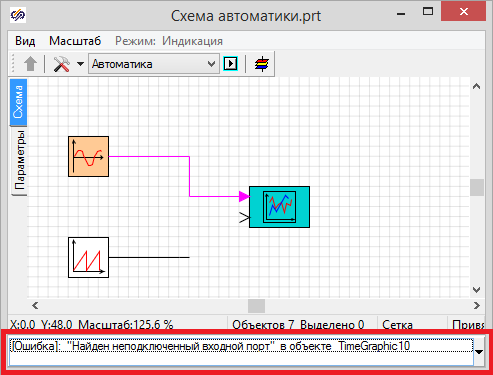 Схема автоматики.prt
Вид Масштаб Режим: Индикация
Автоматика
Схема
Параметры
X:0,0 Y:48,0 Масштаб:125,6 % Объектов 7 Выделено 0 Сетка Привя
[Ошибка]: "Найден неподключенный входной порт" в объекте TimeGraphic10